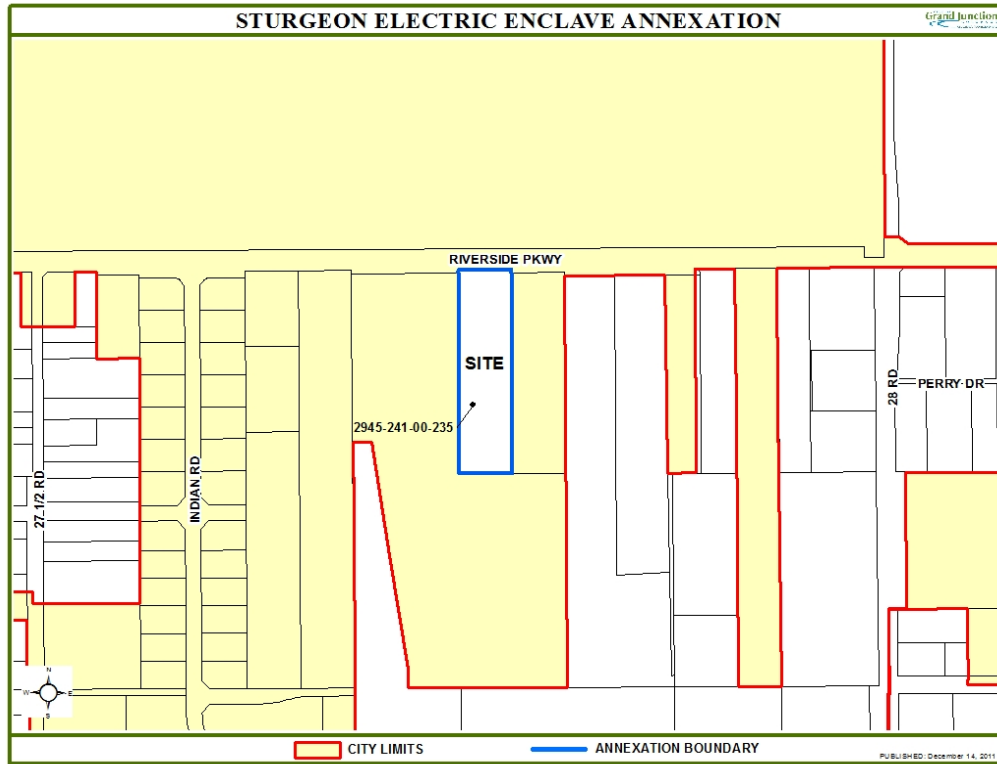 STURGEON ELECTRIC ENCLAVE ANNEXATION
Grand Junction
RIVERSIDE PKWY
SITE
28 RD
PERRY DR
2945-241-00-235
27 1/2 RD
INDIAN RD
N
W E
S
CITY LIMITS
ANNEXATION BOUNDARY
PUBLISHED: December 14, 2011